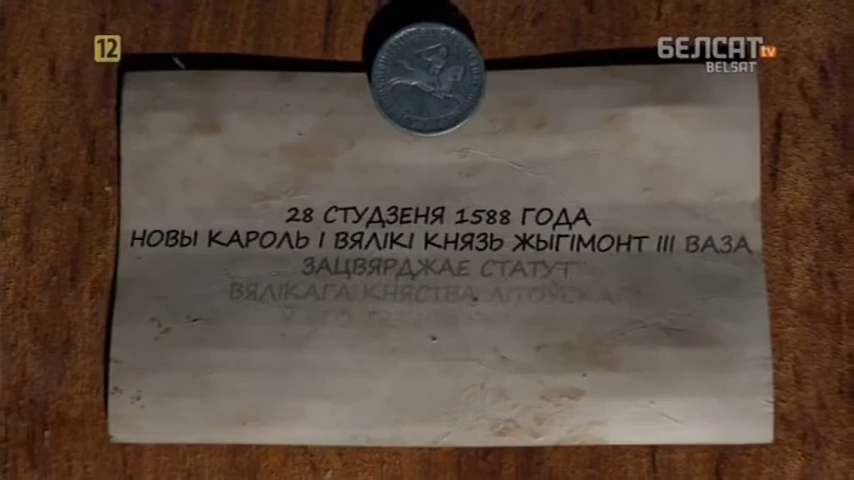 12
БЕЛСАТ tv
BELSAT
28 СТУДЗЕНЯ 1588 ГОДА
НОВЫ КАРОЛЬ І ВЯЛІКІ КНЯЗЬ ЖЫГІМОНТ ІІІ ВАЗА
ЗАЦВЯРДЖАЕ СТАТУТ
ВЯЛІКАГА КНЯСТВА